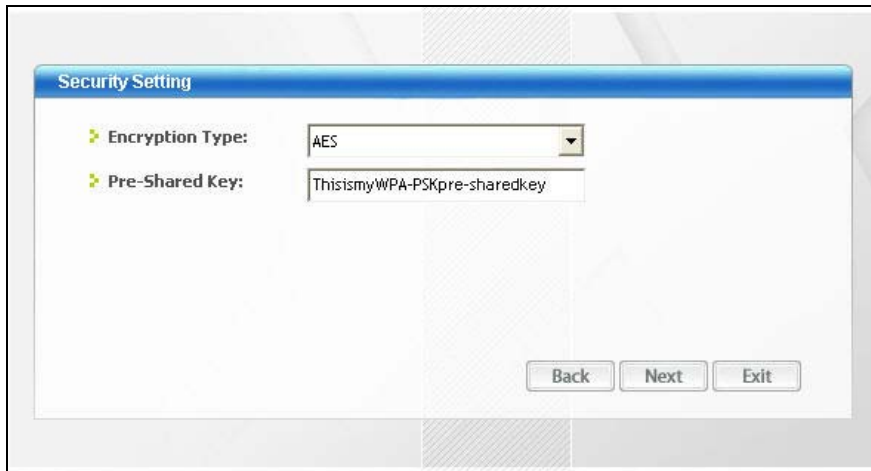 Security Setting
Encryption Type: AES
Pre-Shared Key: ThisismyWPA-PSKpre-sharedkey
Back Next Exit